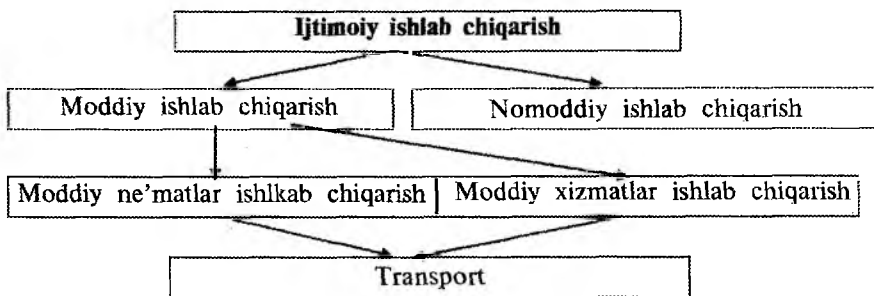 Ijtimoiy ishlab chiqarish
Moddiy ishlab chiqarish
Nomoddiy ishlab chiqarish
Moddiy ne’matlar ishlkab chiqarish
Moddiy xizmatlar ishlab chiqarish
Transport